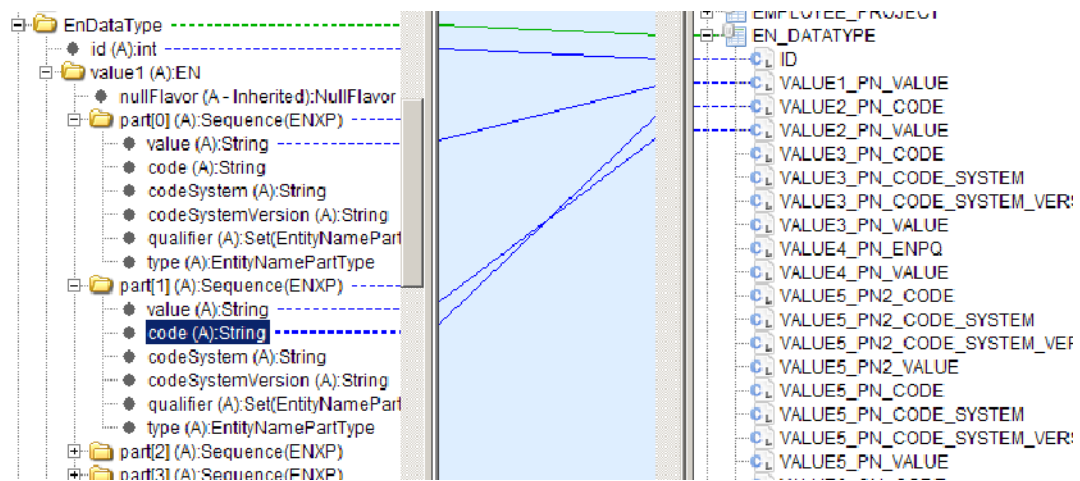 EnDataType
id (A):int
value1 (A):EN
nullFlavor (A - Inherited):NullFlavor
part[0] (A):Sequence(ENXP)
value (A):String
code (A):String
codeSystem (A):String
codeSystemVersion (A):String
qualifier (A):Set(EntityNamePart
type (A):EntityNamePartType
part[1] (A):Sequence(ENXP)
value (A):String
code (A):String
codeSystem (A):String
codeSystemVersion (A):String
qualifier (A):Set(EntityNamePart
type (A):EntityNamePartType
part[2] (A):Sequence(ENXP)
part[3] (A):Sequence(ENXP)
EMPLOYEE_PROJECT
EN_DATATYPE
ID
VALUE1_PN_VALUE
VALUE2_PN_CODE
VALUE2_PN_VALUE
VALUE3_PN_CODE
VALUE3_PN_CODE_SYSTEM
VALUE3_PN_CODE_SYSTEM_VERS
VALUE3_PN_VALUE
VALUE4_PN_ENPQ
VALUE4_PN_VALUE
VALUE5_PN2_CODE
VALUE5_PN2_CODE_SYSTEM
VALUE5_PN2_CODE_SYSTEM_VER
VALUE5_PN2_VALUE
VALUE5_PN_CODE
VALUE5_PN_CODE_SYSTEM
VALUE5_PN_CODE_SYSTEM_VERS
VALUE5_PN_VALUE